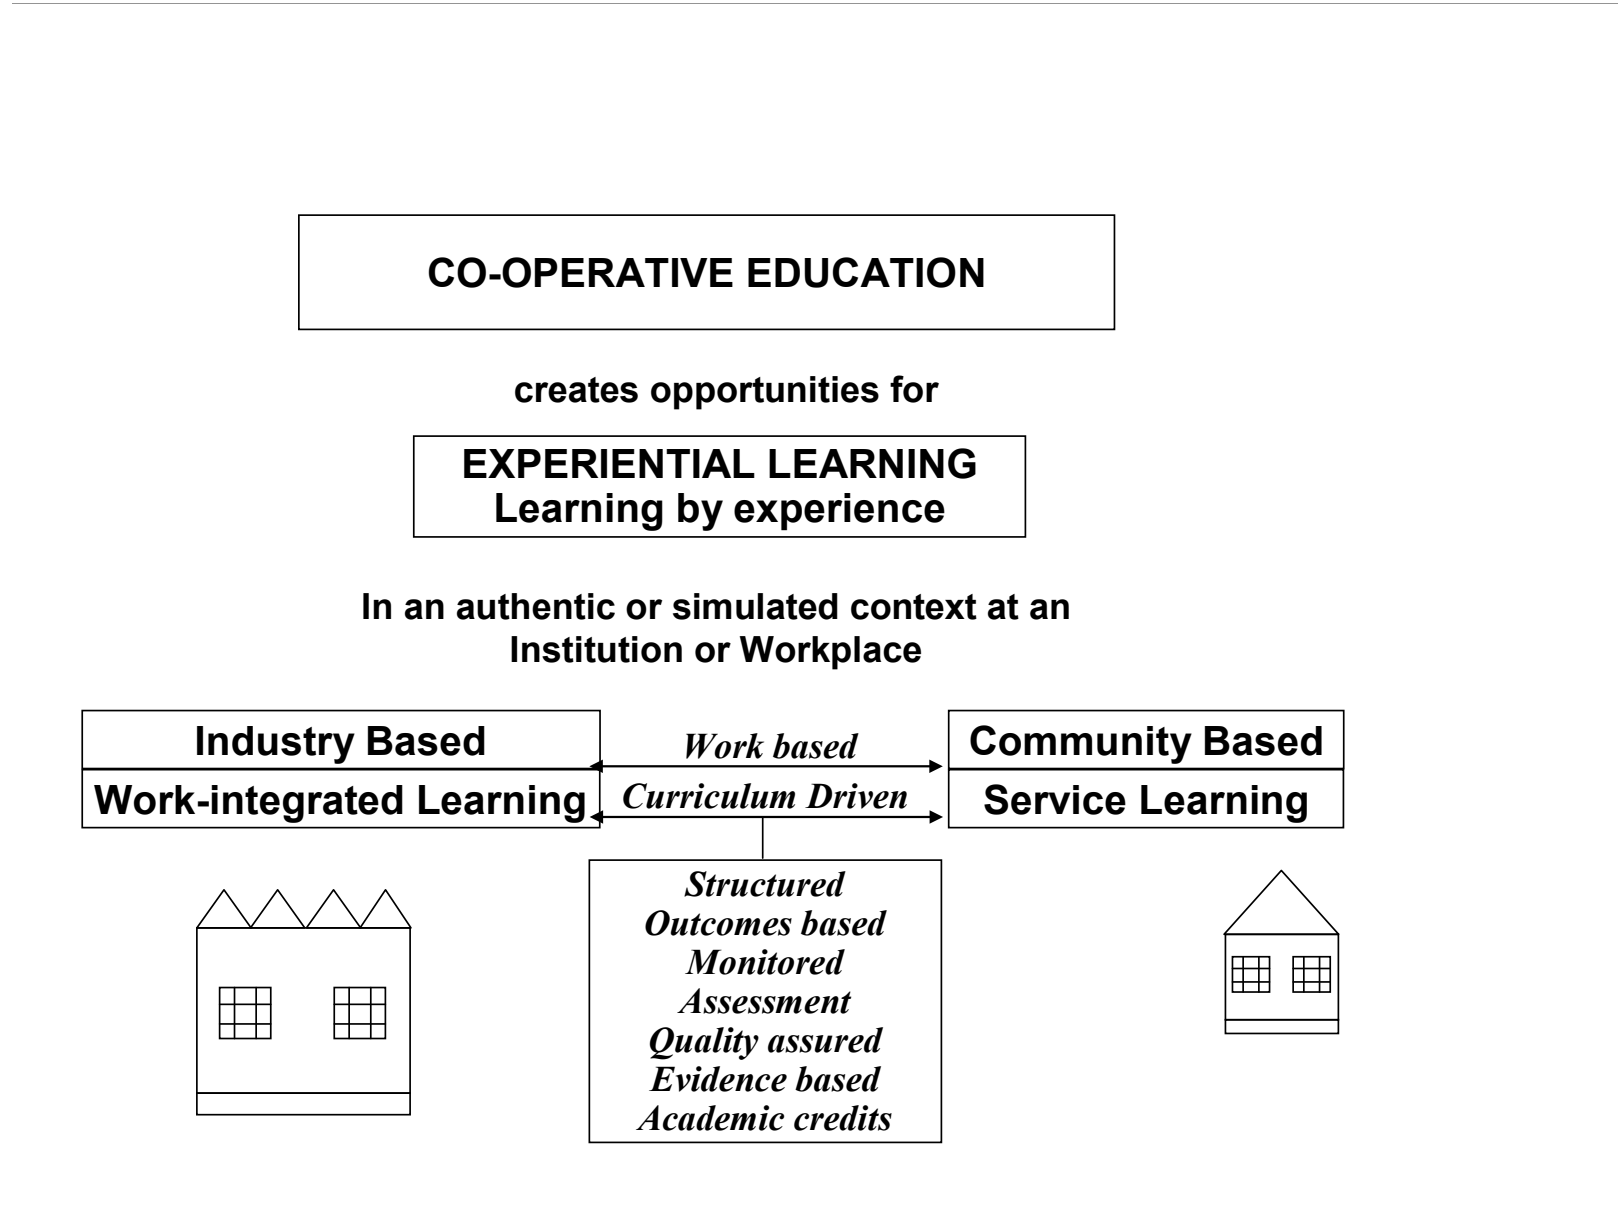 CO-OPERATIVE EDUCATION
creates opportunities for
EXPERIENTIAL LEARNING
Learning by experience
In an authentic or simulated context at an
Institution or Workplace
Industry Based
Work-integrated Learning
Work based
Curriculum Driven
Community Based
Service Learning
Structured
Outcomes based
Monitored
Assessment
Quality assured
Evidence based
Academic credits